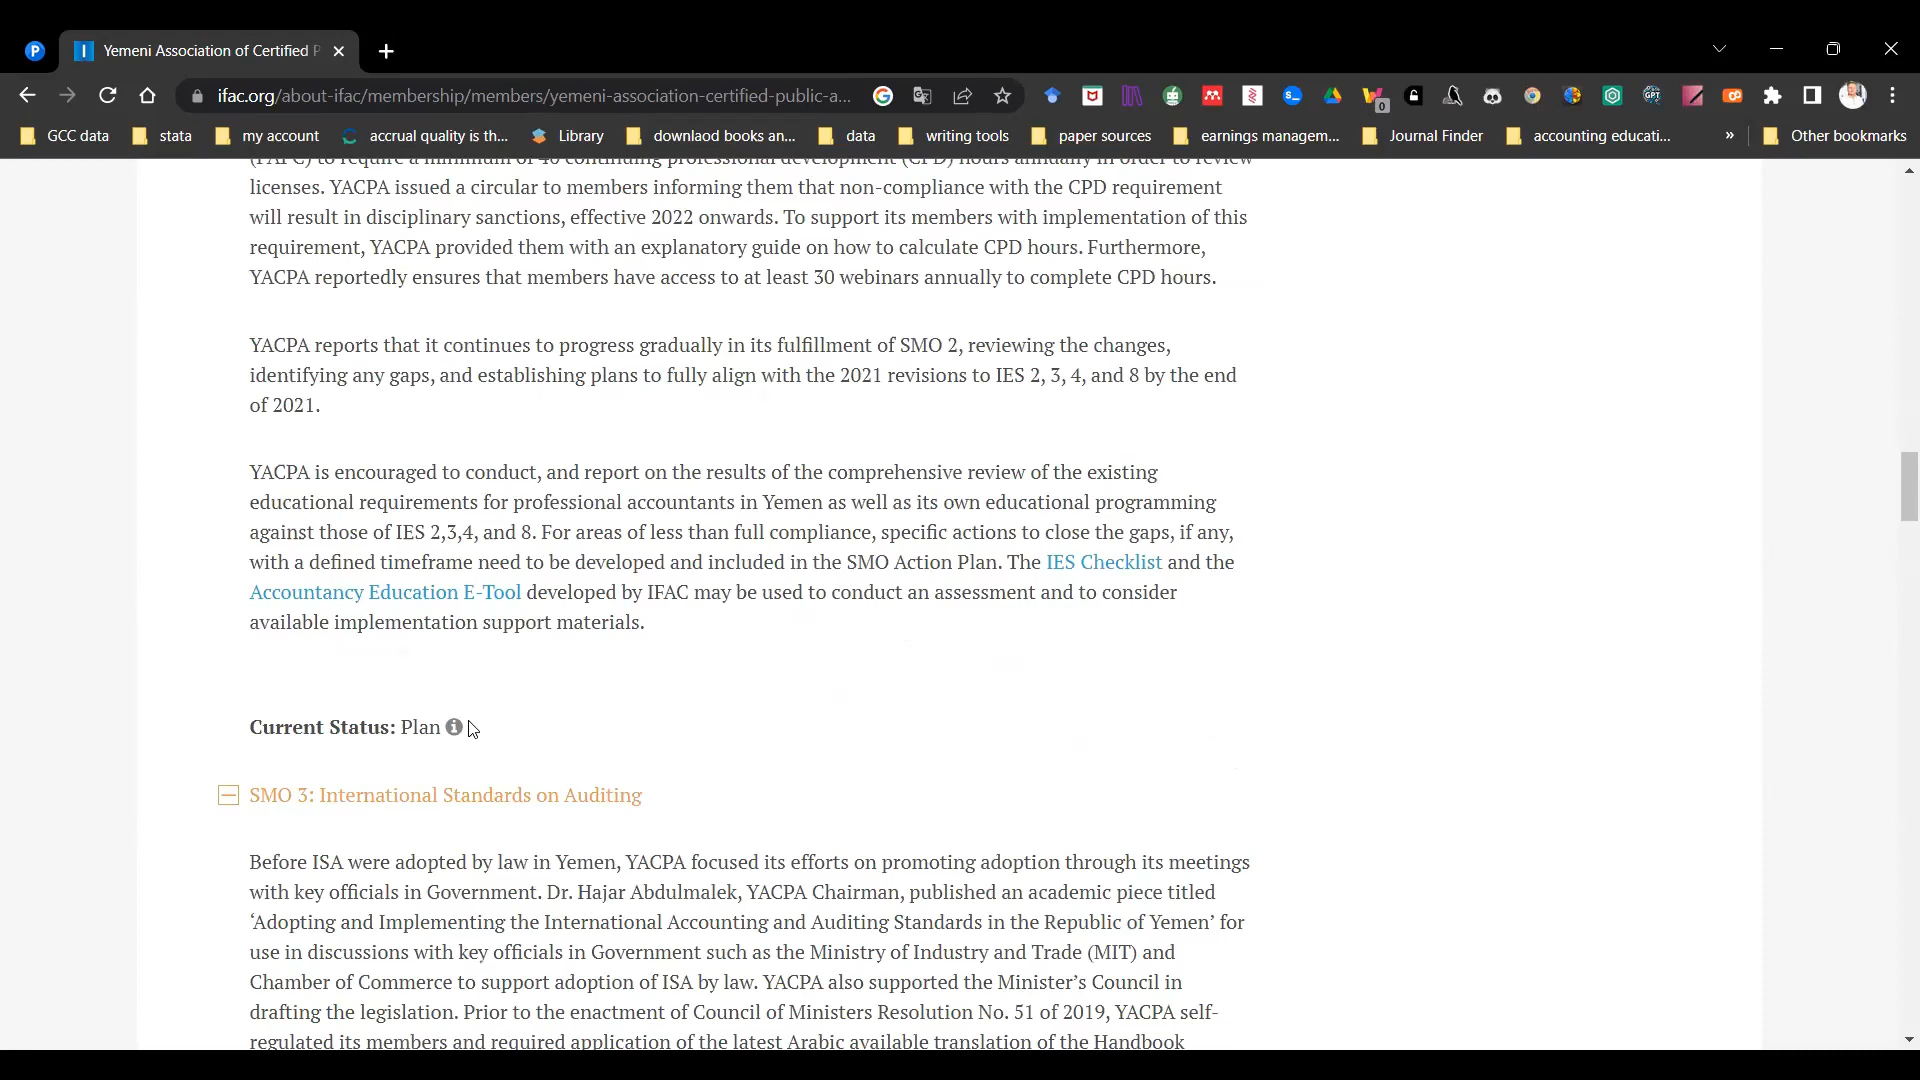 P
Yemeni Association of Certified P
ifac.org/about-ifac/membership/members/yemeni-association-certified-public-a...
0
GPT
GCC data
stata
my account
accrual quality is th...
Library
downlaod books an...
data
writing tools
paper sources
earnings managem...
Journal Finder
accounting educati...
»
Other bookmarks
(PAFC) to require a minimum of 40 continuing professional development (CPD) hours annually in order to review
licenses. YACPA issued a circular to members informing them that non-compliance with the CPD requirement
will result in disciplinary sanctions, effective 2022 onwards. To support its members with implementation of this
requirement, YACPA provided them with an explanatory guide on how to calculate CPD hours. Furthermore,
YACPA reportedly ensures that members have access to at least 30 webinars annually to complete CPD hours.
YACPA reports that it continues to progress gradually in its fulfillment of SMO 2, reviewing the changes,
identifying any gaps, and establishing plans to fully align with the 2021 revisions to IES 2, 3, 4, and 8 by the end
of 2021.
YACPA is encouraged to conduct, and report on the results of the comprehensive review of the existing
educational requirements for professional accountants in Yemen as well as its own educational programming
against those of IES 2,3,4, and 8. For areas of less than full compliance, specific actions to close the gaps, if any,
with a defined timeframe need to be developed and included in the SMO Action Plan. The IES Checklist and the
Accountancy Education E-Tool developed by IFAC may be used to conduct an assessment and to consider
available implementation support materials.
Current Status: Plan
SMO 3: International Standards on Auditing
Before ISA were adopted by law in Yemen, YACPA focused its efforts on promoting adoption through its meetings
with key officials in Government. Dr. Hajar Abdulmalek, YACPA Chairman, published an academic piece titled
‘Adopting and Implementing the International Accounting and Auditing Standards in the Republic of Yemen’ for
use in discussions with key officials in Government such as the Ministry of Industry and Trade (MIT) and
Chamber of Commerce to support adoption of ISA by law. YACPA also supported the Minister’s Council in
drafting the legislation. Prior to the enactment of Council of Ministers Resolution No. 51 of 2019, YACPA self-
regulated its members and required application of the latest Arabic available translation of the Handbook